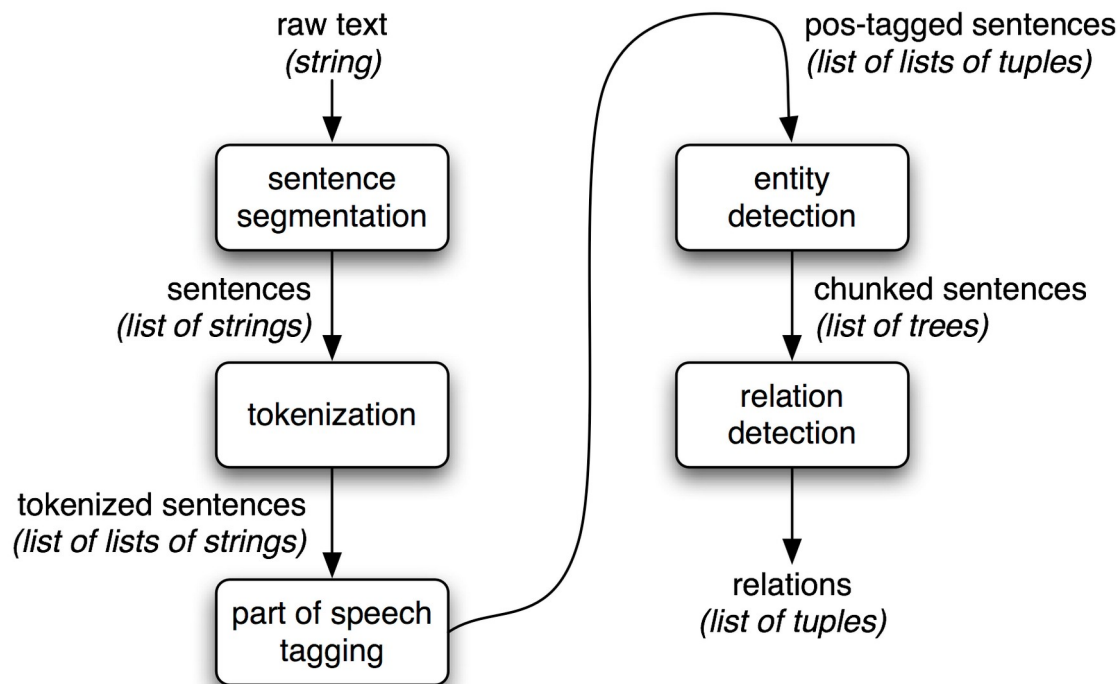 raw text
(string)
sentence
segmentation
sentences
(list of strings)
tokenization
tokenized sentences
(list of lists of strings)
part of speech
tagging
pos-tagged sentences
(list of lists of tuples)
entity
detection
chunked sentences
(list of trees)
relation
detection
relations
(list of tuples)